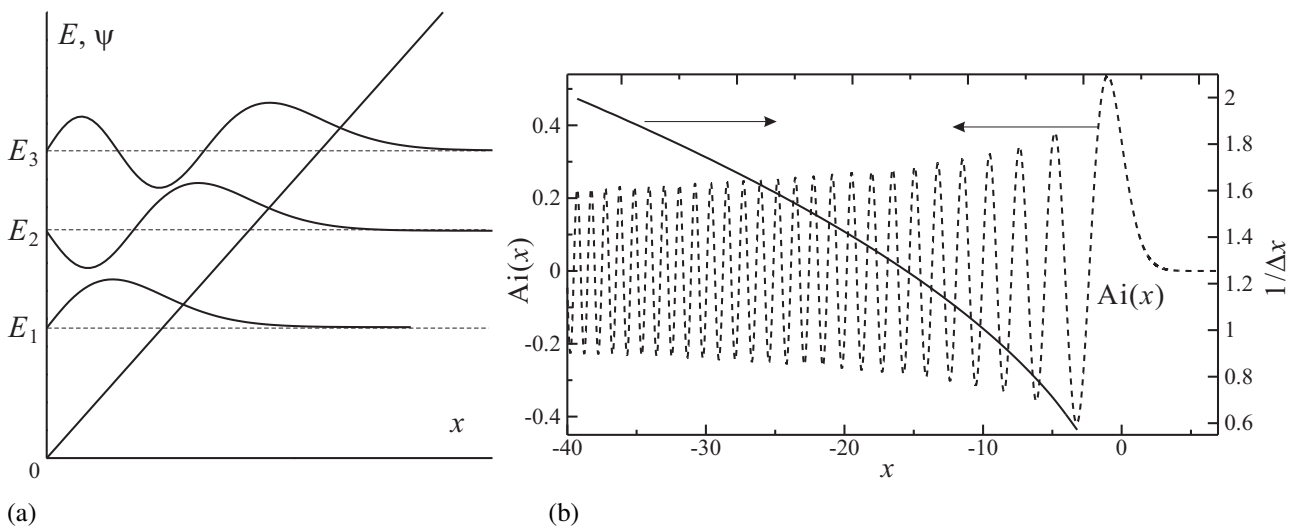 E, ψ
E₃
E₂
E₁
x
0
(a)
Ai(x)
0.4
0.2
0
-0.2
-0.4
-40
-30
-20
-10
0
x
Ai(x)
2
1.8
1.6
1.4
1.2
1
0.8
0.6
1/Δx
(b)